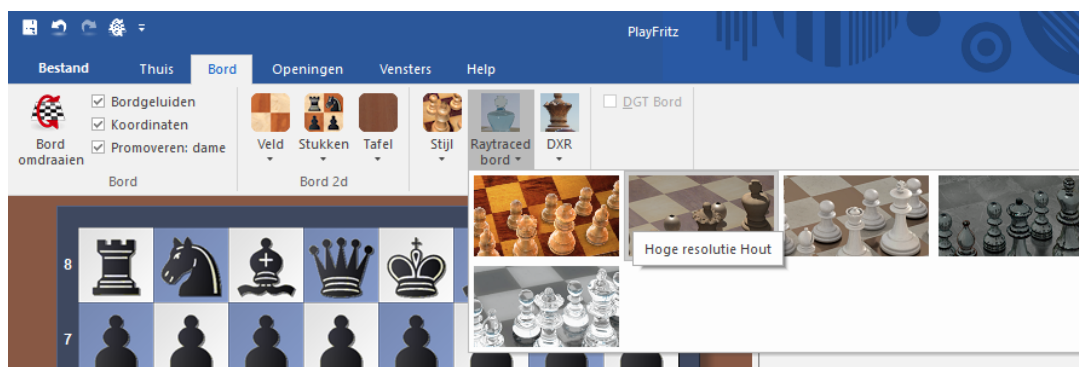 PlayFritz
Bestand Thuis Bord Openingen Vensters Help
Bordgeluiden
Koordinaten
Promoveren: dame
Bord
omdraaien
Bord
Veld Stukken Tafel
Bord 2d
Stijl
Raytraced
bord
DXR
DGT Bord
Hoge resolutie Hout
8
7